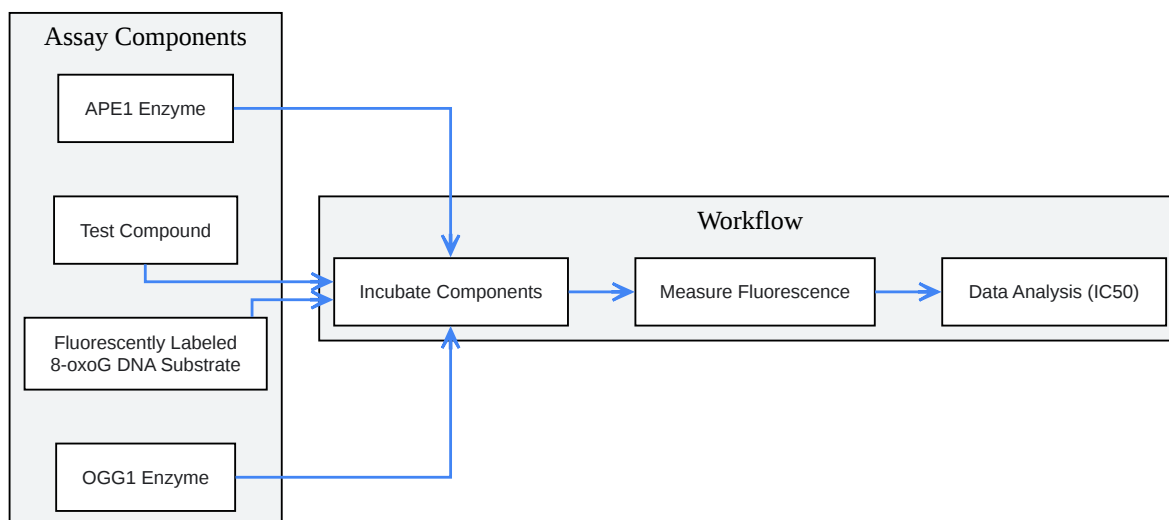 Assay Components
APE1 Enzyme
Test Compound
Fluorescently Labeled
8-oxoG DNA Substrate
OGG1 Enzyme
Workflow
Incubate Components
Measure Fluorescence
Data Analysis (IC50)